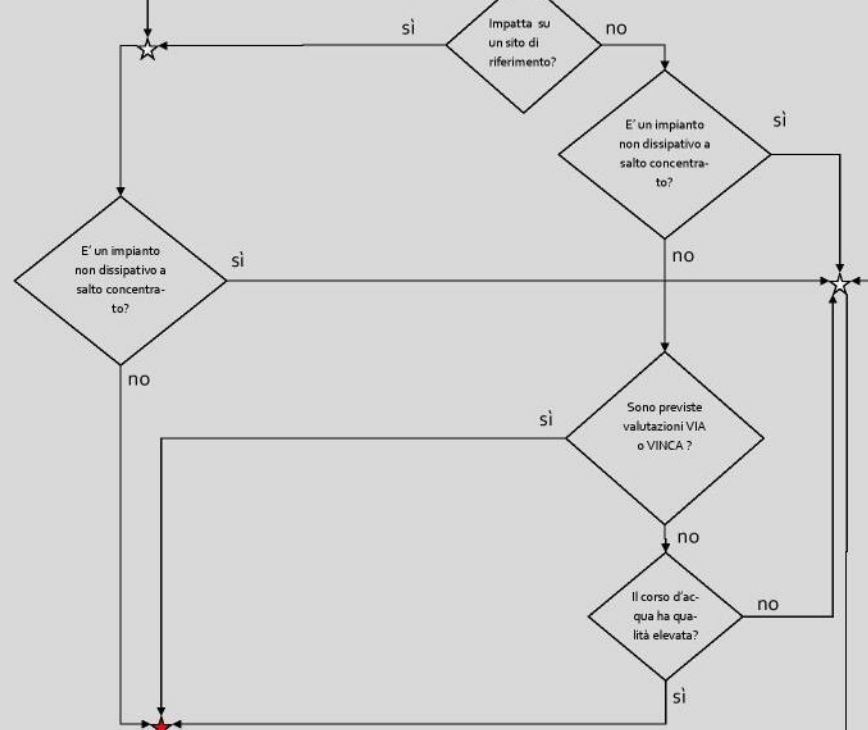 sì
Impatta su
un sito di
riferimento?
no
E' un impianto
non dissipativo a
salto concentra-
to?
sì
no
E' un impianto
non dissipativo a
salto concentra-
to?
sì
no
Sono previste
valutazioni VIA
o VINCA ?
sì
no
Il corso d'ac-
qua ha qua-
lità elevata?
no
sì